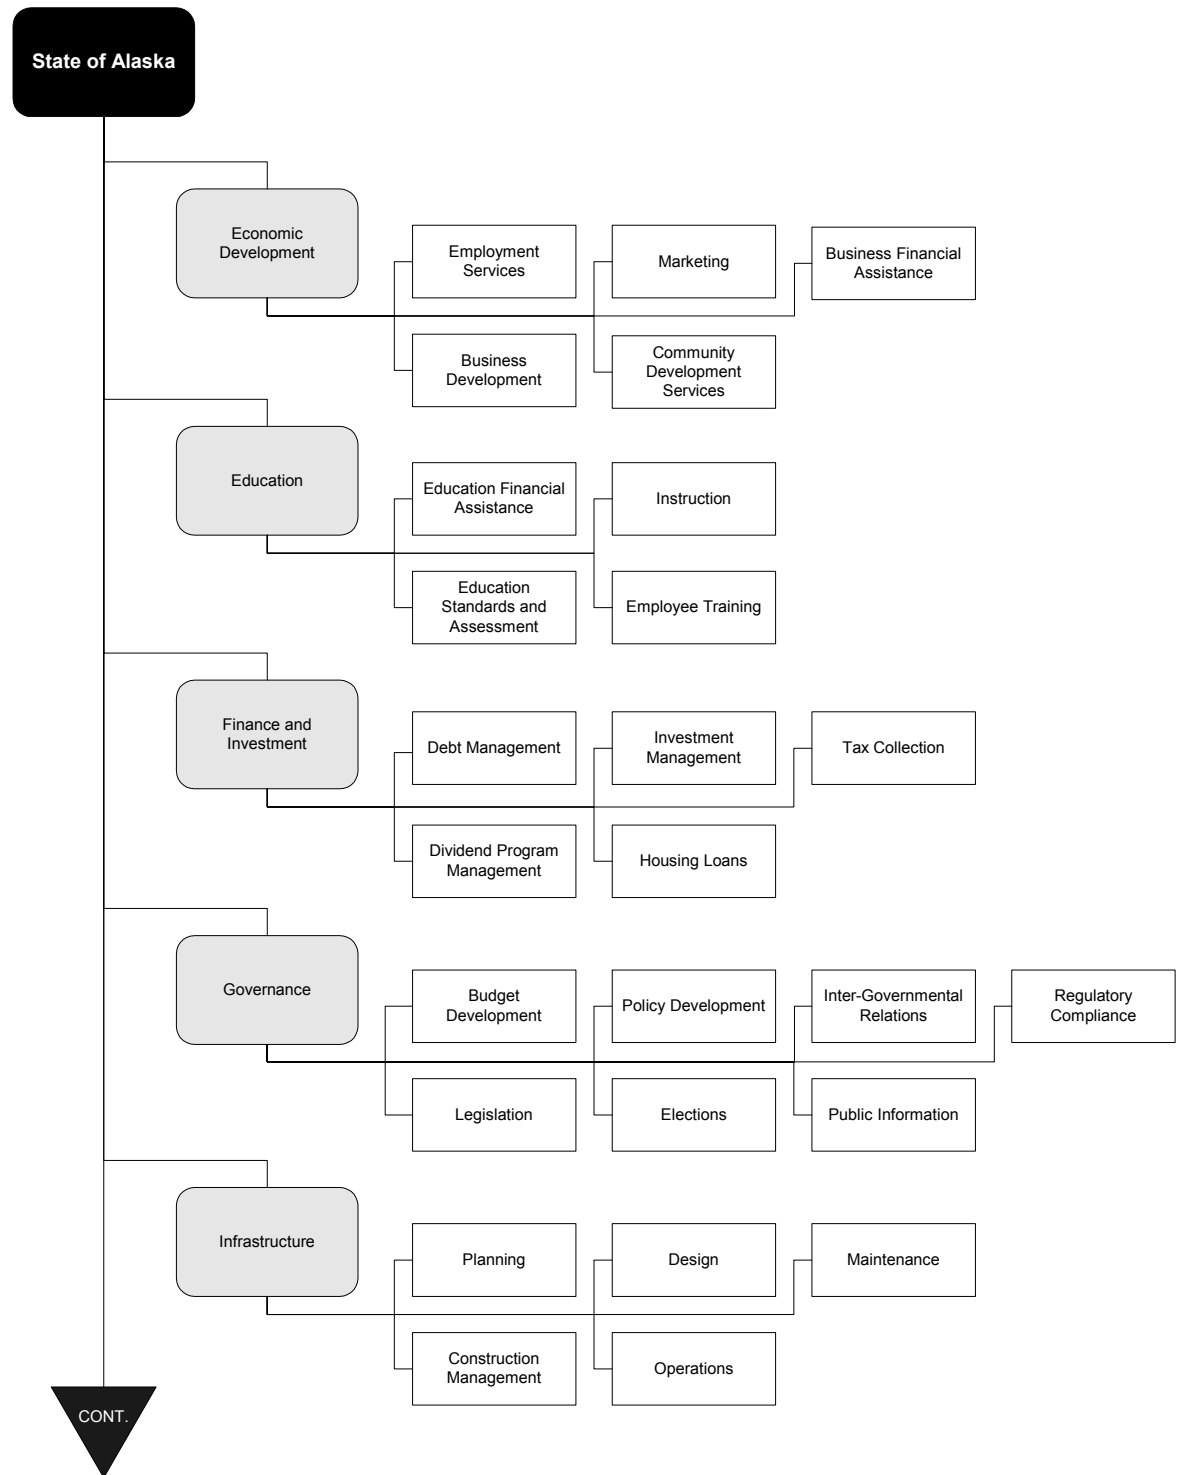 State of Alaska
Economic
Development
Employment
Services
Marketing
Business Financial
Assistance
Business
Development
Community
Development
Services
Education
Education Financial
Assistance
Instruction
Education
Standards and
Assessment
Employee Training
Finance and
Investment
Debt Management
Investment
Management
Tax Collection
Dividend Program
Management
Housing Loans
Governance
Budget
Development
Policy Development
Inter-Governmental
Relations
Regulatory
Compliance
Legislation
Elections
Public Information
Infrastructure
Planning
Design
Maintenance
Construction
Management
Operations
CONT.